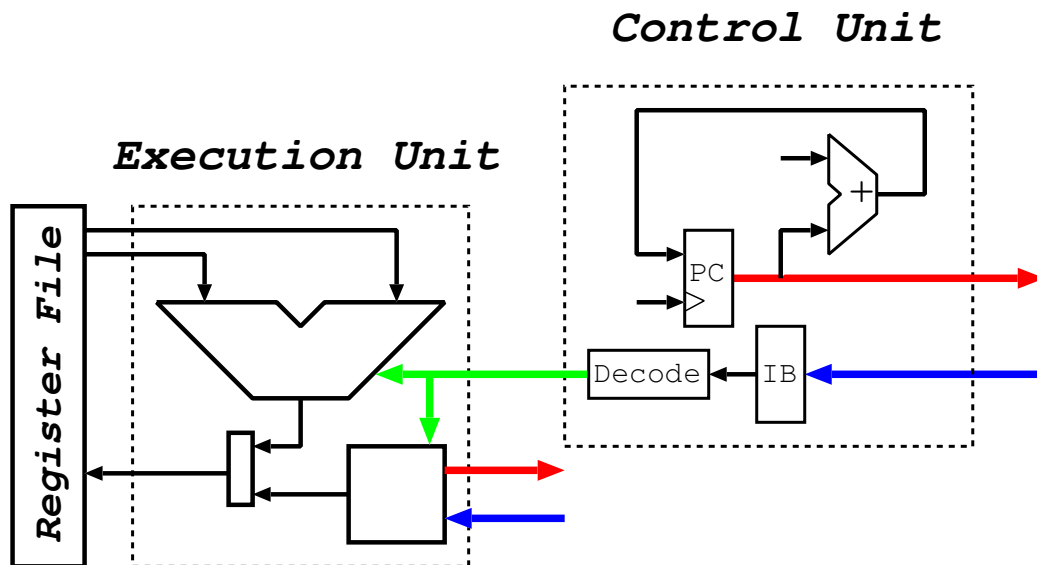 Control Unit
Execution Unit
Register File
+
PC
Decode
IB